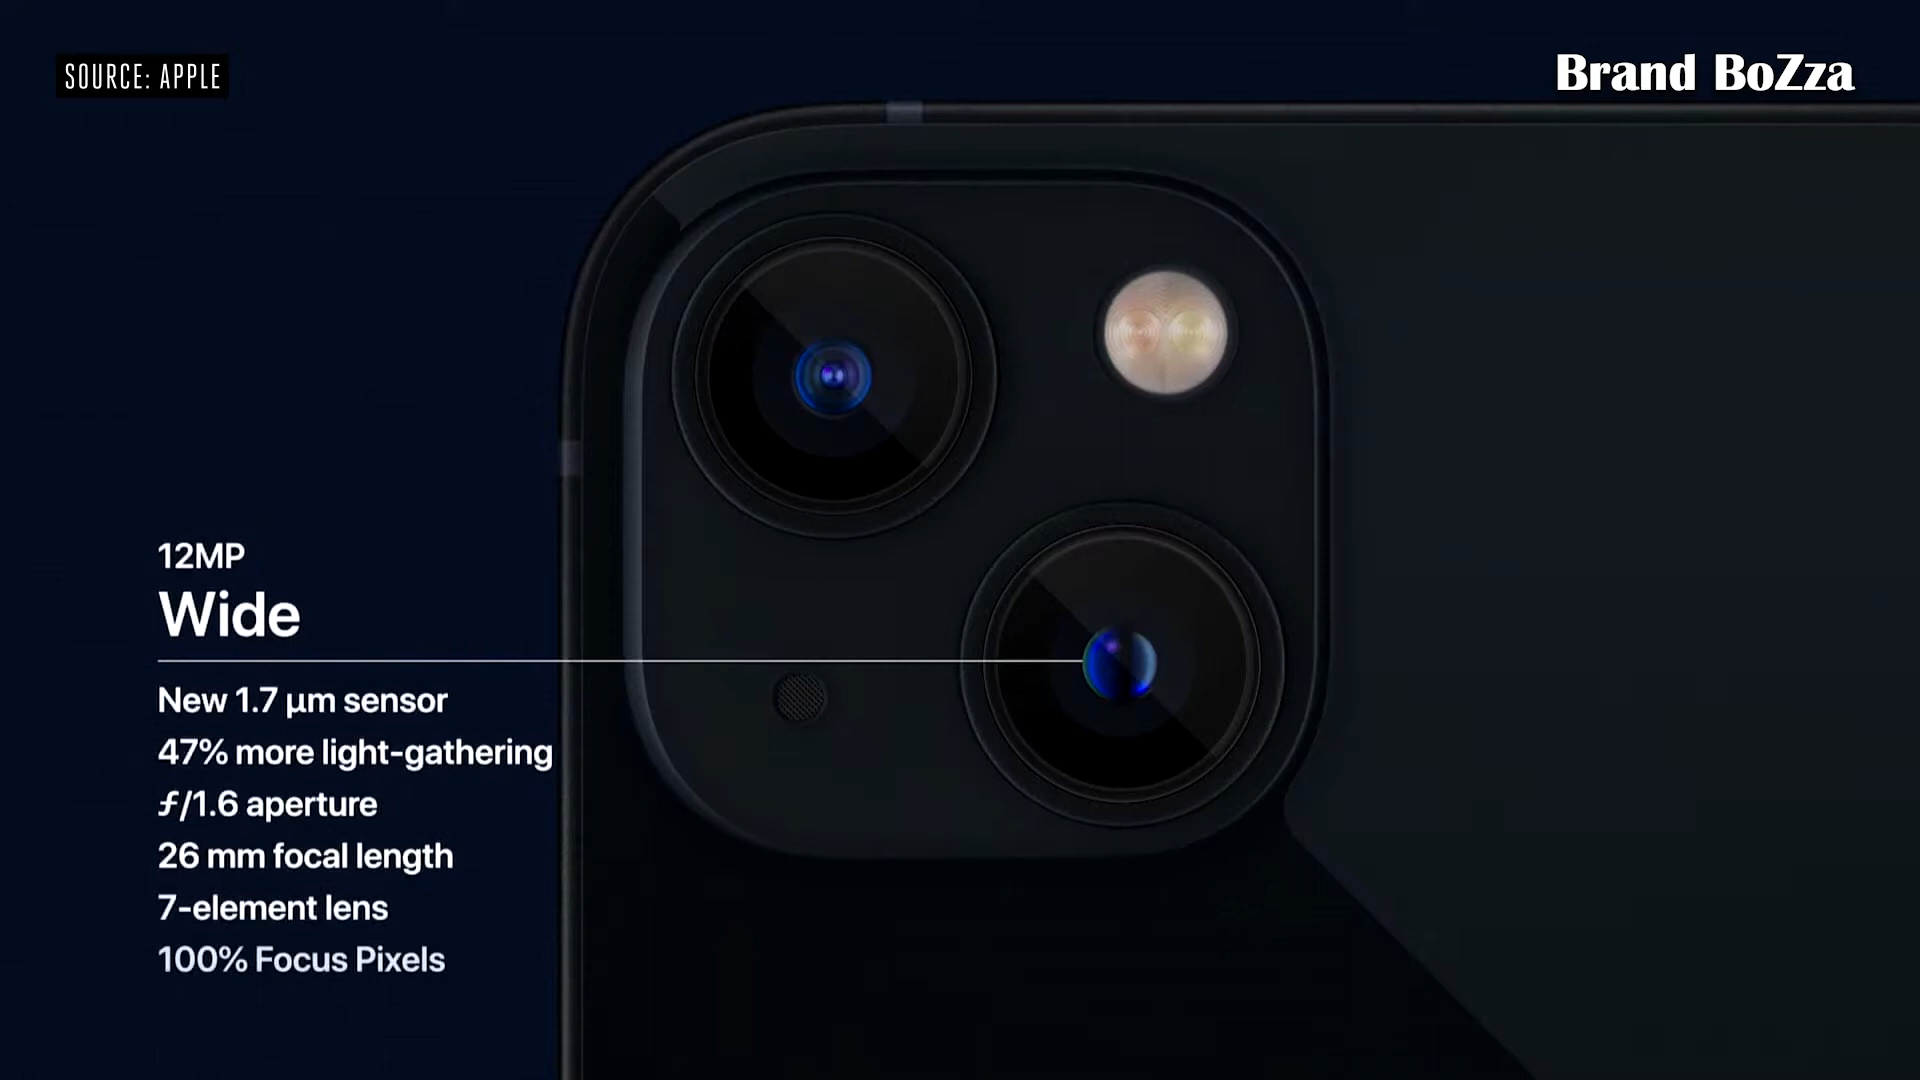 SOURCE: APPLE
Brand BoZza
12MP
Wide
New 1.7 µm sensor
47% more light-gathering
ƒ/1.6 aperture
26 mm focal length
7-element lens
100% Focus Pixels